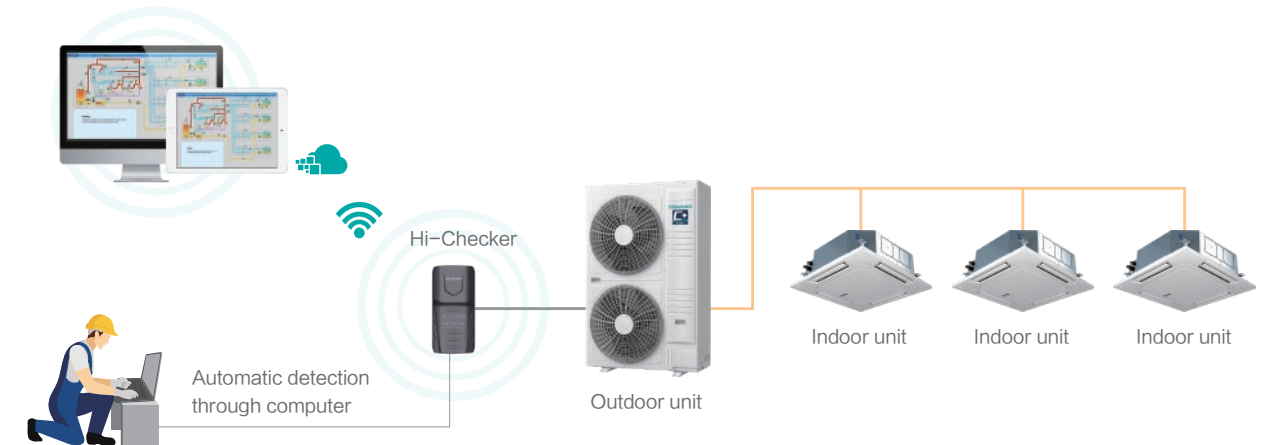 Hi-Checker
Indoor unit
Indoor unit
Indoor unit
Automatic detection
through computer
Outdoor unit